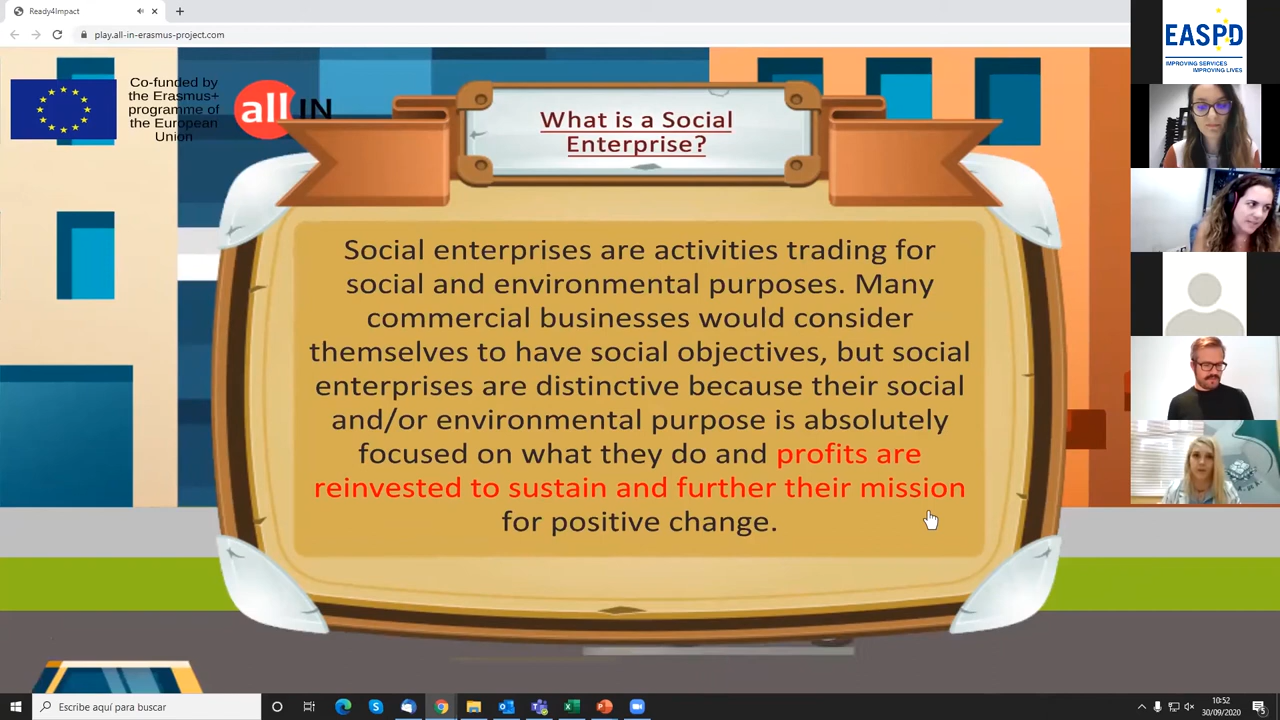 Ready4Impact
play.all-in-erasmus-project.com
EASPD
IMPROVING SERVICES
IMPROVING LIVES
Co-funded by
the Erasmus+
programme of
the European
Union
all IN
What is a Social
Enterprise?
Social enterprises are activities trading for
social and environmental purposes. Many
commercial businesses would consider
themselves to have social objectives, but social
enterprises are distinctive because their social
and/or environmental purpose is absolutely
focused on what they do and profits are
reinvested to sustain and further their mission
for positive change.
Escribe aquí para buscar
10:52
30/09/2020